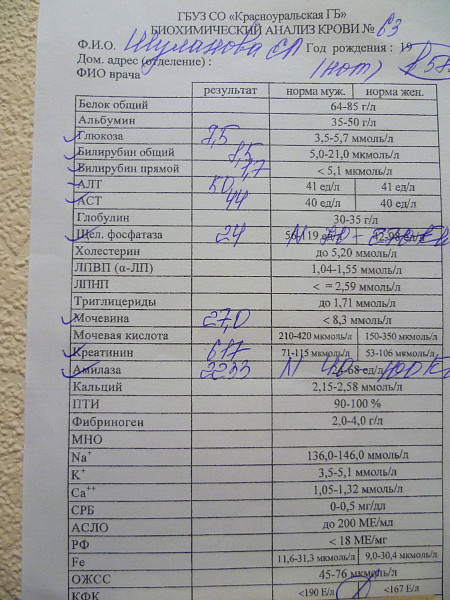 ГБУЗ СО «Красноуральская ГБ»
БИОХИМИЧЕСКИЙ АНАЛИЗ КРОВИ № 63
Ф.И.О. Год рождения : 19
Дом. адрес (отделение) :
ФИО врача
результат норма муж. норма жен.
Белок общий 64-85 г/л
Альбумин 35-50 г/л
Глюкоза 7,5 3,5-5,7 ммоль/л
Билирубин общий 8,5 5,0-21,0 мкмоль/л
Билирубин прямой 1,7 < 5,1 мкмоль/л
АЛТ 50 41 ед/л 41 ед/л
АСТ 44 40 ед/л 40 ед/л
Глобулин 30-35 г/л
Щел. фосфатаза 24 N
Холестерин до 5,20 ммоль/л
ЛПВП (α-ЛП) 1,04-1,55 ммоль/л
ЛПНП < = 2,59 ммоль/л
Триглицериды до 1,71 ммоль/л
Мочевина 27,0 < 8,3 ммоль/л
Мочевая кислота 210-420 мкмоль/л 150-350 мкмоль/л
Креатинин 617 71-115 мкмоль/л 53-106 мкмоль/л
Амилаза 2233 N
Кальций 2,15-2,58 ммоль/л
ПТИ 90-100 %
Фибриноген 2,0-4,0 г/л
МНО
Na+ 136,0-146,0 ммоль/л
K+ 3,5-5,1 ммоль/л
Ca++ 1,05-1,32 ммоль/л
СРБ 0-0,5 мг/дл
АСЛО до 200 МЕ/мл
РФ < 18 МЕ/мг
Fe 11,6-31,3 мкмоль/л 9,0-30,4 мкмоль/л
ОЖСС 45-76 мкмоль/л
КФК <190 Е/л <167 Е/л